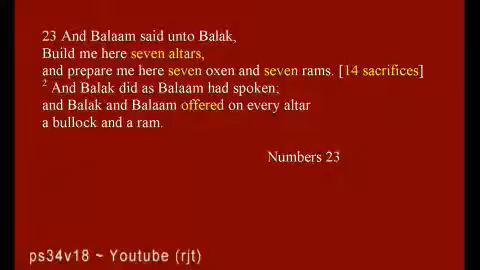 23 And Balaam said unto Balak,
Build me here seven altars,
and prepare me here seven oxen and seven rams. [14 sacrifices]
2 And Balak did as Balaam had spoken;
and Balak and Balaam offered on every altar
a bullock and a ram.
Numbers 23
ps34v18 ~ Youtube (rjt)